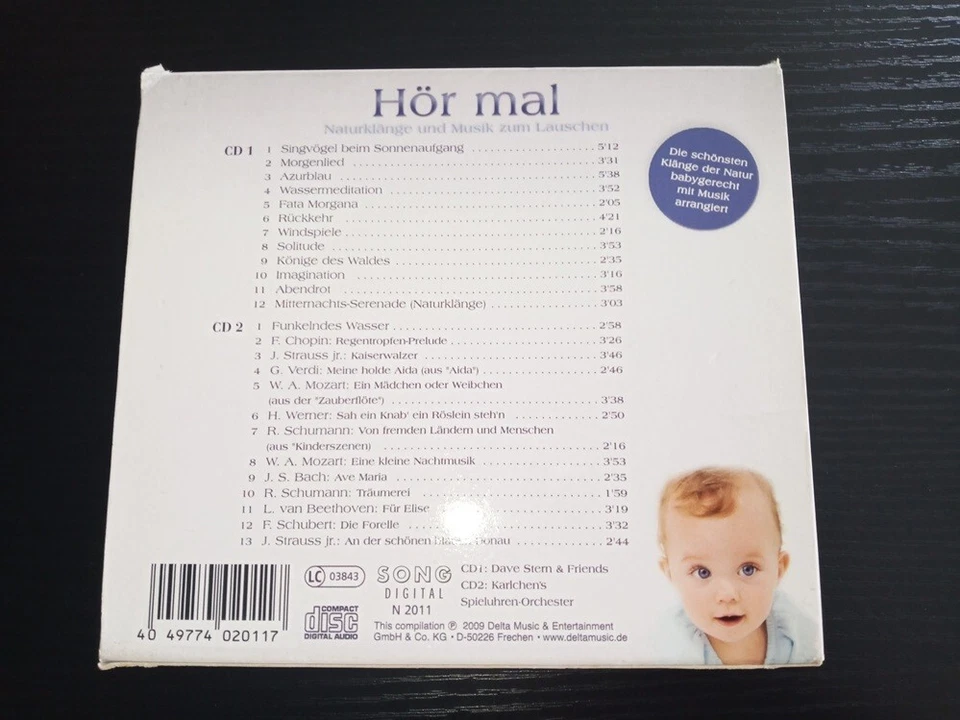 Hör mal
Naturklänge und Musik zum Lauschen
CD 1 1 Singvögel beim Sonnenaufgang 5'12
2 Morgenlied 3'31
3 Azurblau 5'38
4 Wassermeditation 3'52
5 Fata Morgana 2'05
6 Rückkehr 4'21
7 Windspiele 2'16
8 Solitude 3'53
9 Könige des Waldes 2'35
10 Imagination 3'16
11 Abendrot 3'58
12 Mitternachts-Serenade (Naturklänge) 3'03
CD 2 1 Funkelndes Wasser 2'58
2 F. Chopin: Regentropfen-Prelude 3'26
3 J. Strauss jr.: Kaiserwalzer 3'46
4 G. Verdi: Meine holde Aida (aus "Aida") 2'46
5 W. A. Mozart: Ein Mädchen oder Weibchen
(aus der "Zauberflöte") 3'38
6 H. Werner: Sah ein Knab' ein Röslein steh'n 2'50
7 R. Schumann: Von fremden Ländern und Menschen
(aus "Kinderszenen) 2'16
8 W. A. Mozart: Eine kleine Nachtmusik 3'53
9 J. S. Bach: Ave Maria 2'35
10 R. Schumann: Träumerei 1'59
11 L. van Beethoven: Für Elise 3'19
12 F. Schubert: Die Forelle 3'32
13 J. Strauss jr.: An der schönen blauen Donau 2'44
Die schönsten
Klänge der Natur
babygerecht
mit Musik
arrangiert
40 49774 020117
LC 03843
COMPACT
disc
DIGITAL AUDIO
SONG
DIGITAL
N 2011
CD1: Dave Stern & Friends
CD2: Karlchen's
Spieluhren-Orchester
This compilation ℗ 2009 Delta Music & Entertainment
GmbH & Co. KG • D-50226 Frechen • www.deltamusic.de